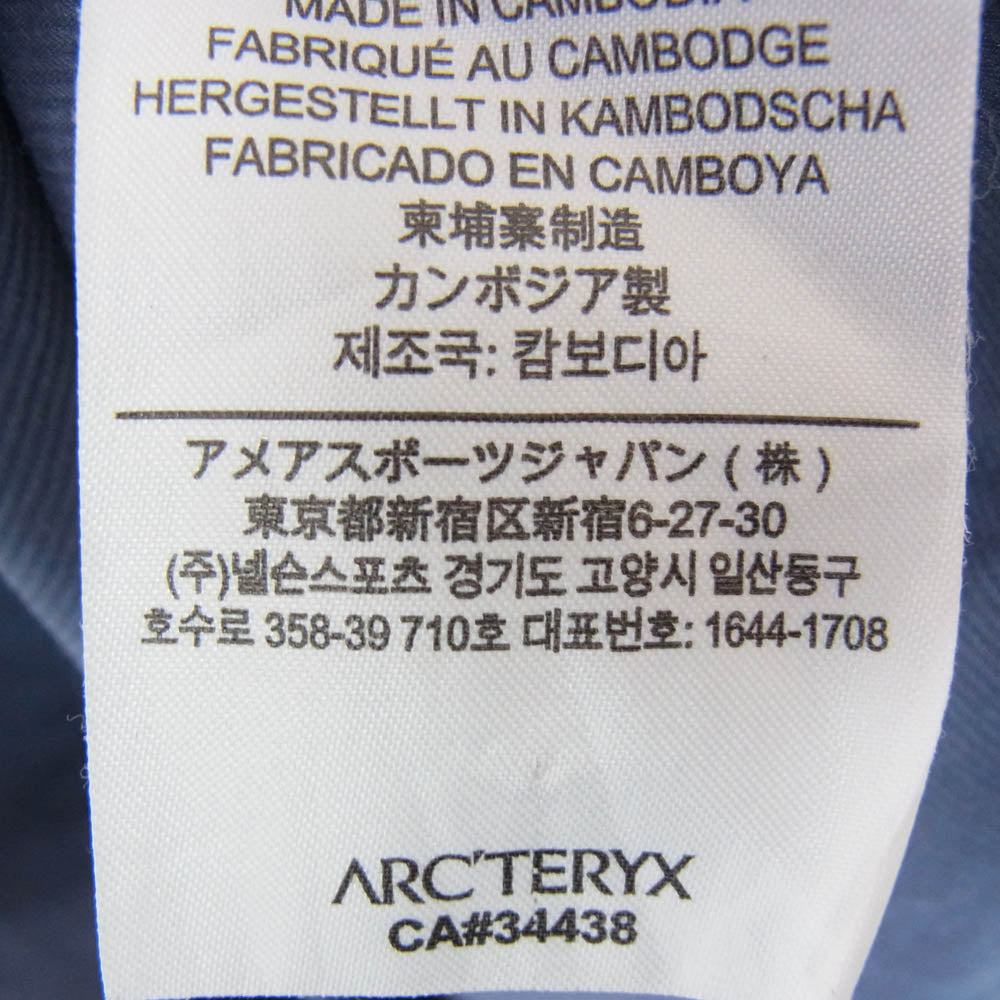 MADE IN CAMBODIA
FABRIQUÉ AU CAMBODGE
HERGESTELLT IN KAMBODSCHA
FABRICADO EN CAMBOYA
柬埔寨制造
カンボジア製
제조국: 캄보디아
アメアスポーツジャパン ( 株 )
東京都新宿区新宿6-27-30
(주)넬슨스포츠 경기도 고양시 일산동구
호수로 358-39 710호 대표번호: 1644-1708
ARC'TERYX
CA#34438